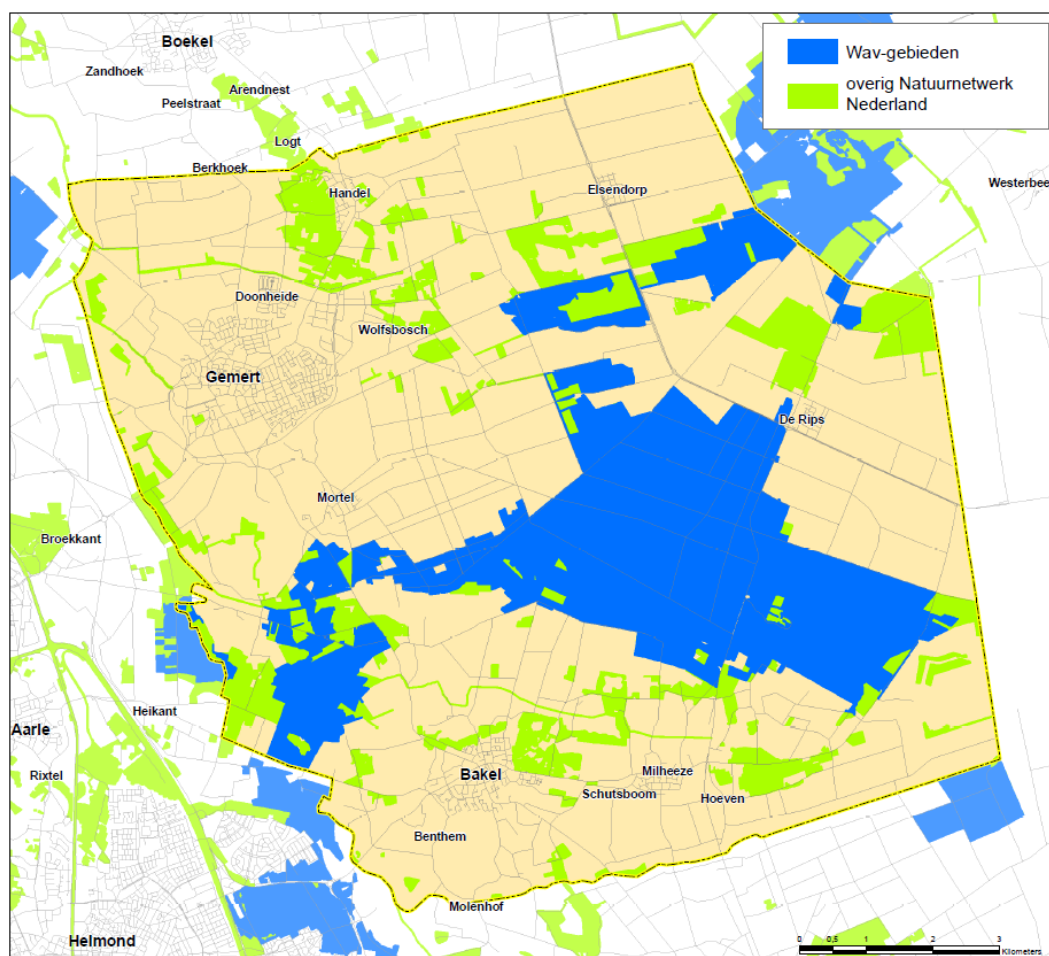 Boekel
Zandhoek
Arendnest
Peelstraat
Logt
Berkhoek
Handel
Elsendorp
Westerbee
Wav-gebieden
overig Natuurnetwerk
Nederland
Doonheide
Wolfsbosch
Gemert
De Rips
Mortel
Broekkant
Heikant
Aarle
Rixtel
Bakel
Milheeze
Schutsboom
Hoeven
Benthem
Molenhof
Helmond
0 0,5 1 2 3
Kilometers